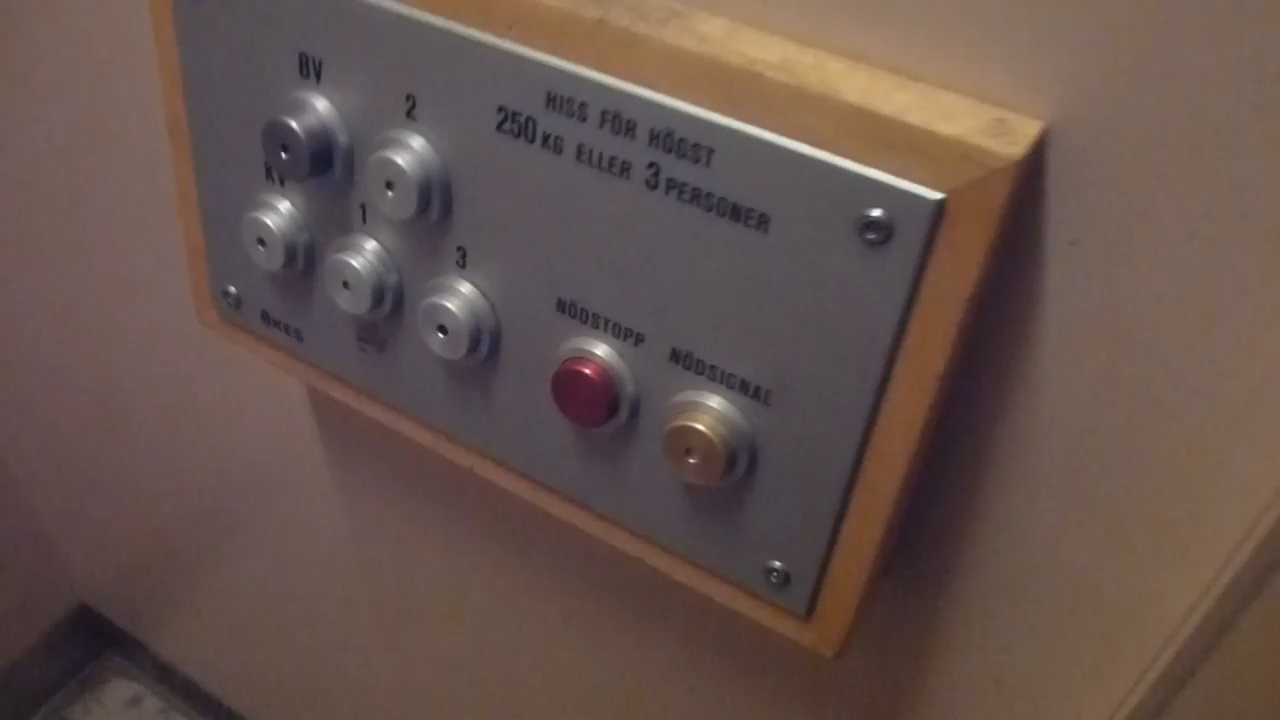 BV
2
HISS FÖR HÖGST
250 KG ELLER 3 PERSONER
KV
1
3
NÖDSTOPP
NÖDSIGNAL